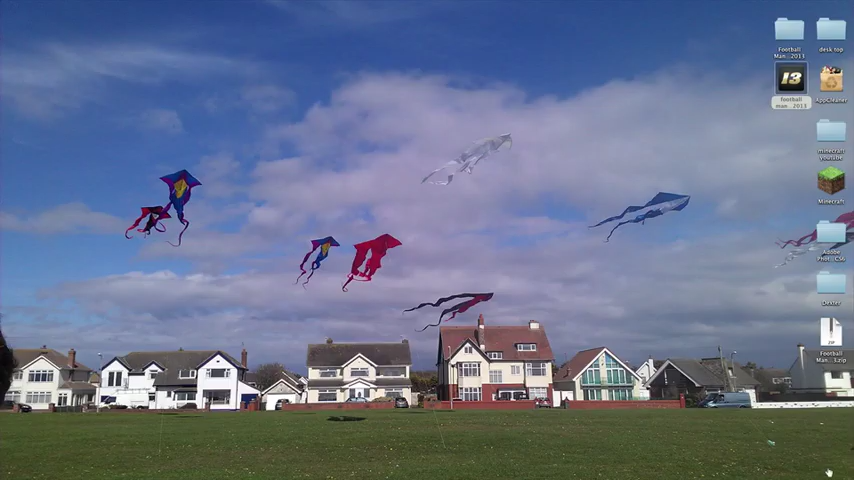 Football
Man...2013
desk top
13
football
man...2013
AppCleaner
minecraft
youtube
Minecraft
Adobe
Phot...CS6
Dexter
ZIP
Football
Man...3.zip